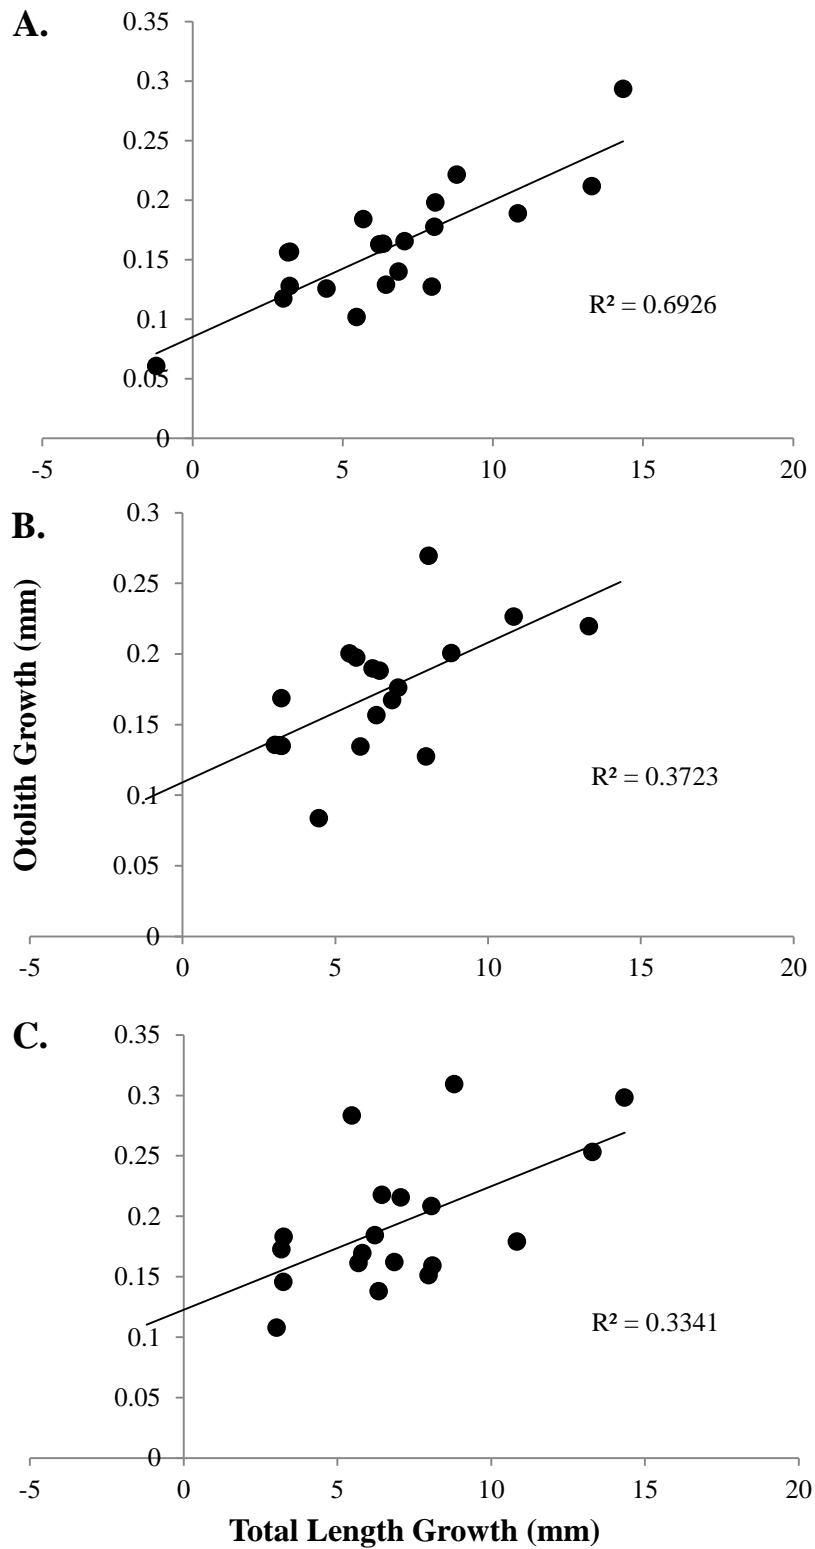 A.
0.35
0.3
0.25
0.2
0.15
0.1
0.05
0
R² = 0.6926
-5 0 5 10 15 20
B.
Otolith Growth (mm)
0.3
0.25
0.2
0.15
0.1
0.05
0
R² = 0.3723
-5 0 5 10 15 20
C.
0.35
0.3
0.25
0.2
0.15
0.1
0.05
0
R² = 0.3341
-5 0 5 10 15 20
Total Length Growth (mm)